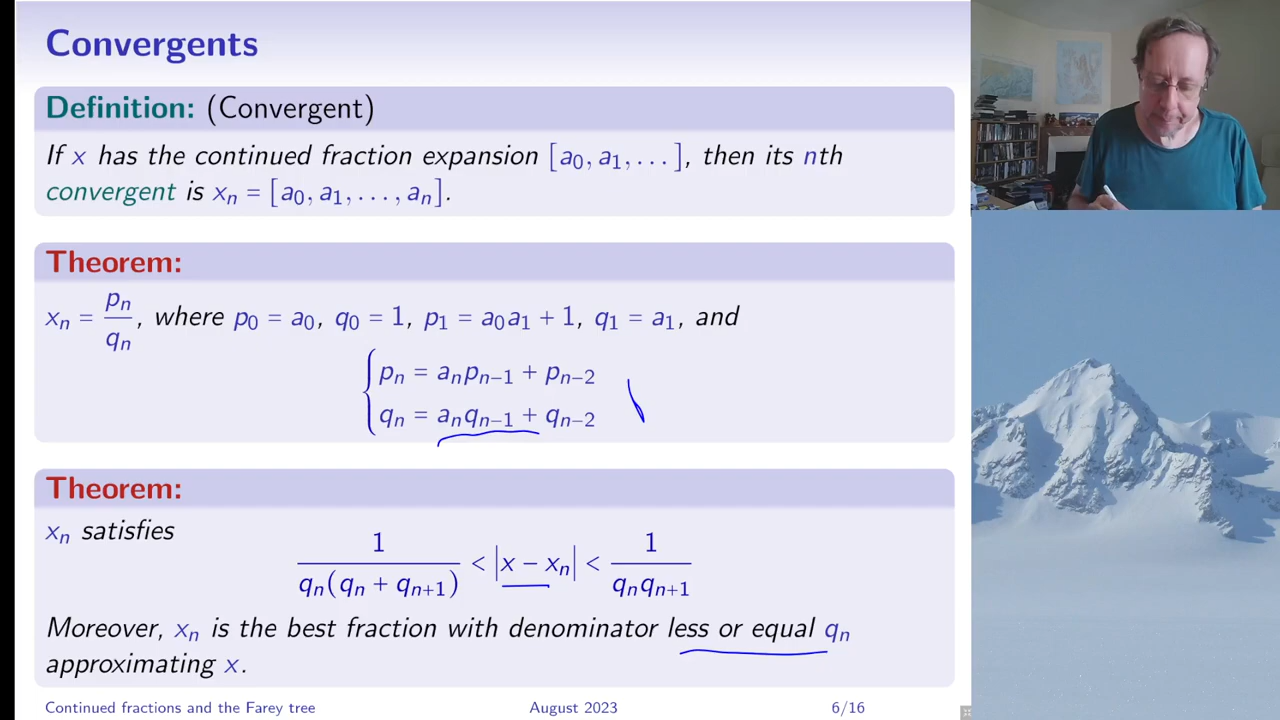 Convergents
Definition: (Convergent)
If x has the continued fraction expansion [a₀, a₁, . . . ], then its nth
convergent is xₙ = [a₀, a₁, . . . , aₙ].
Theorem:
xₙ = pₙ/qₙ, where p₀ = a₀, q₀ = 1, p₁ = a₀a₁ + 1, q₁ = a₁, and
pₙ = aₙpₙ₋₁ + pₙ₋₂
qₙ = aₙqₙ₋₁ + qₙ₋₂
Theorem:
xₙ satisfies
1/(qₙ(qₙ + qₙ₊₁)) < |x − xₙ| < 1/(qₙqₙ₊₁)
Moreover, xₙ is the best fraction with denominator less or equal qₙ
approximating x.
Continued fractions and the Farey tree August 2023 6/16